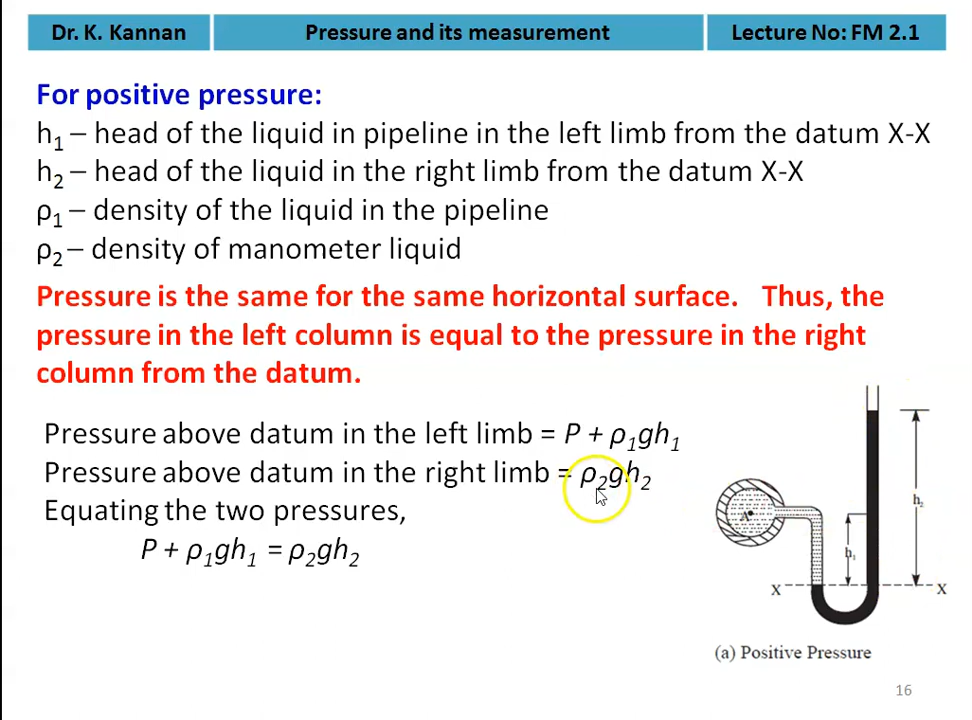 Dr. K. Kannan
Pressure and its measurement
Lecture No: FM 2.1
For positive pressure:
h₁ – head of the liquid in pipeline in the left limb from the datum X-X
h₂ – head of the liquid in the right limb from the datum X-X
ρ₁ – density of the liquid in the pipeline
ρ₂ – density of manometer liquid
Pressure is the same for the same horizontal surface. Thus, the
pressure in the left column is equal to the pressure in the right
column from the datum.
Pressure above datum in the left limb = P + ρ₁gh₁
Pressure above datum in the right limb = ρ₂gh₂
Equating the two pressures,
P + ρ₁gh₁ = ρ₂gh₂
A
h₂
h₁
X
X
(a) Positive Pressure
16